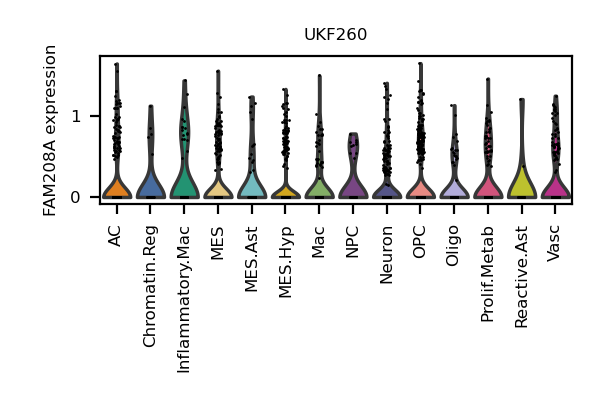 UKF260
FAM208A expression
1
0
AC
Chromatin.Reg
Inflammatory.Mac
MES
MES.Ast
MES.Hyp
Mac
NPC
Neuron
OPC
Oligo
Prolif.Metab
Reactive.Ast
Vasc